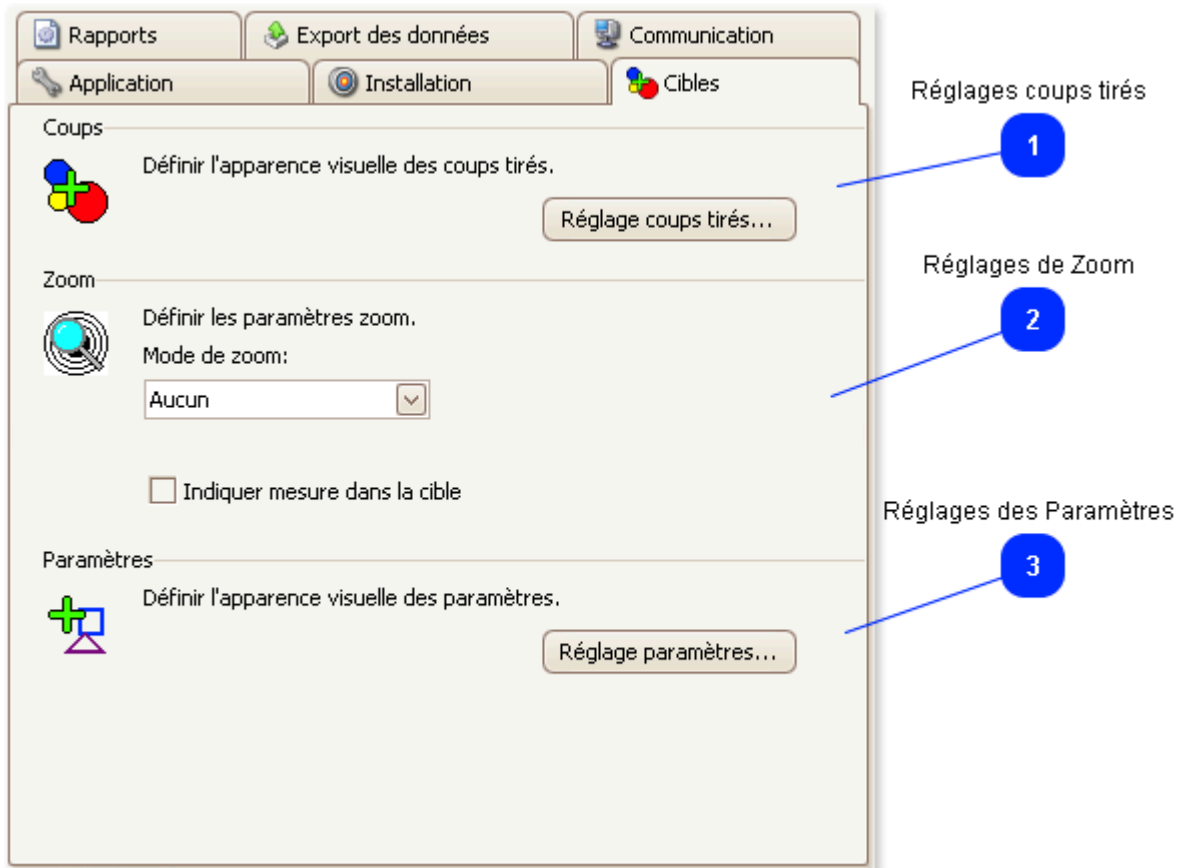 Rapports
Export des données
Communication
Application
Installation
Cibles
Coups
Définir l'apparence visuelle des coups tirés.
Réglage coups tirés...
Zoom
Définir les paramètres zoom.
Mode de zoom:
Aucun
Indiquer mesure dans la cible
Paramètres
Définir l'apparence visuelle des paramètres.
Réglage paramètres...
Réglages coups tirés
1
Réglages de Zoom
2
Réglages des Paramètres
3